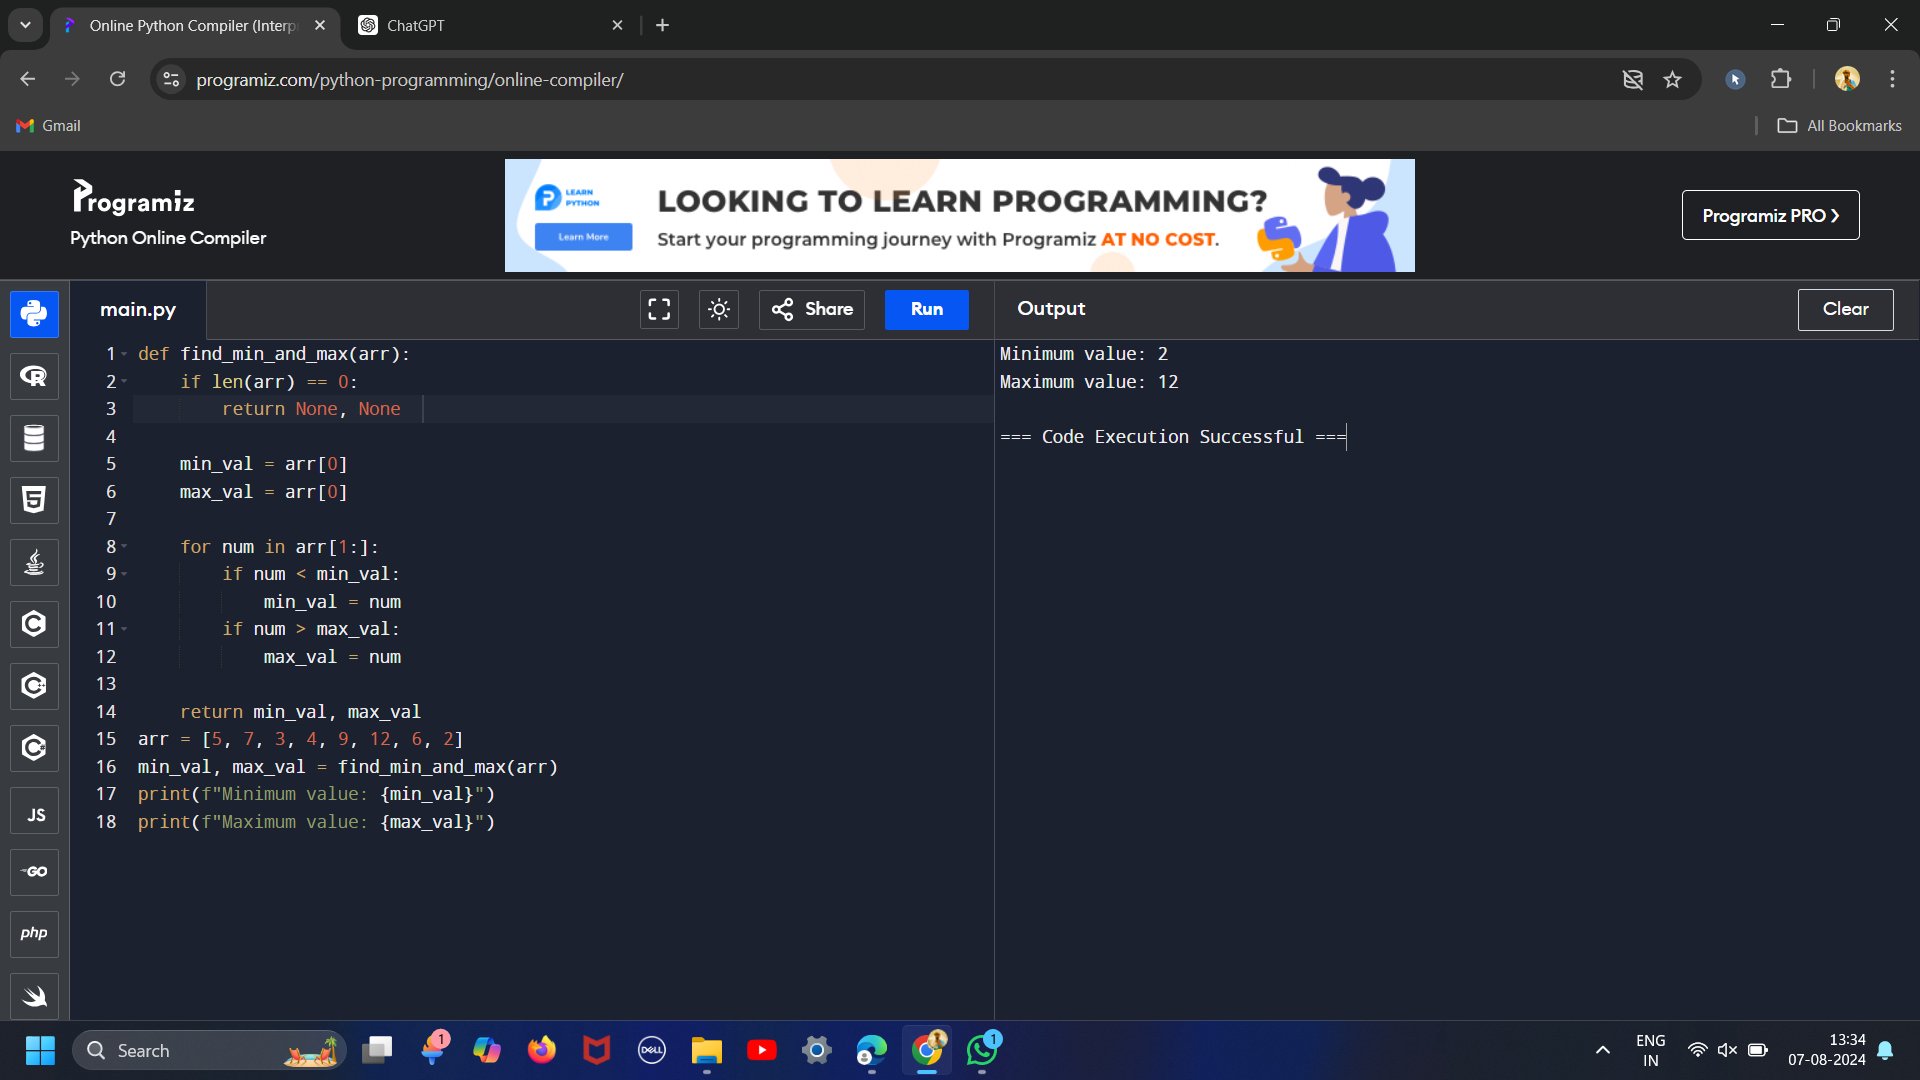 Online Python Compiler (Interp
ChatGPT
programiz.com/python-programming/online-compiler/
Gmail
All Bookmarks
Programiz
Python Online Compiler
LEARN
PYTHON
Learn More
LOOKING TO LEARN PROGRAMMING?
Start your programming journey with Programiz AT NO COST.
Programiz PRO ❯
main.py
Share
Run
Output
Clear
1 def find_min_and_max(arr):
2     if len(arr) == 0:
3         return None, None
4
5     min_val = arr[0]
6     max_val = arr[0]
7
8     for num in arr[1:]:
9         if num < min_val:
10             min_val = num
11         if num > max_val:
12             max_val = num
13
14     return min_val, max_val
15 arr = [5, 7, 3, 4, 9, 12, 6, 2]
16 min_val, max_val = find_min_and_max(arr)
17 print(f"Minimum value: {min_val}")
18 print(f"Maximum value: {max_val}")
Minimum value: 2
Maximum value: 12
=== Code Execution Successful ===
R
5
C
C
C
JS
GO
php
Search
1
DELL
1
ENG
IN
13:34
07-08-2024